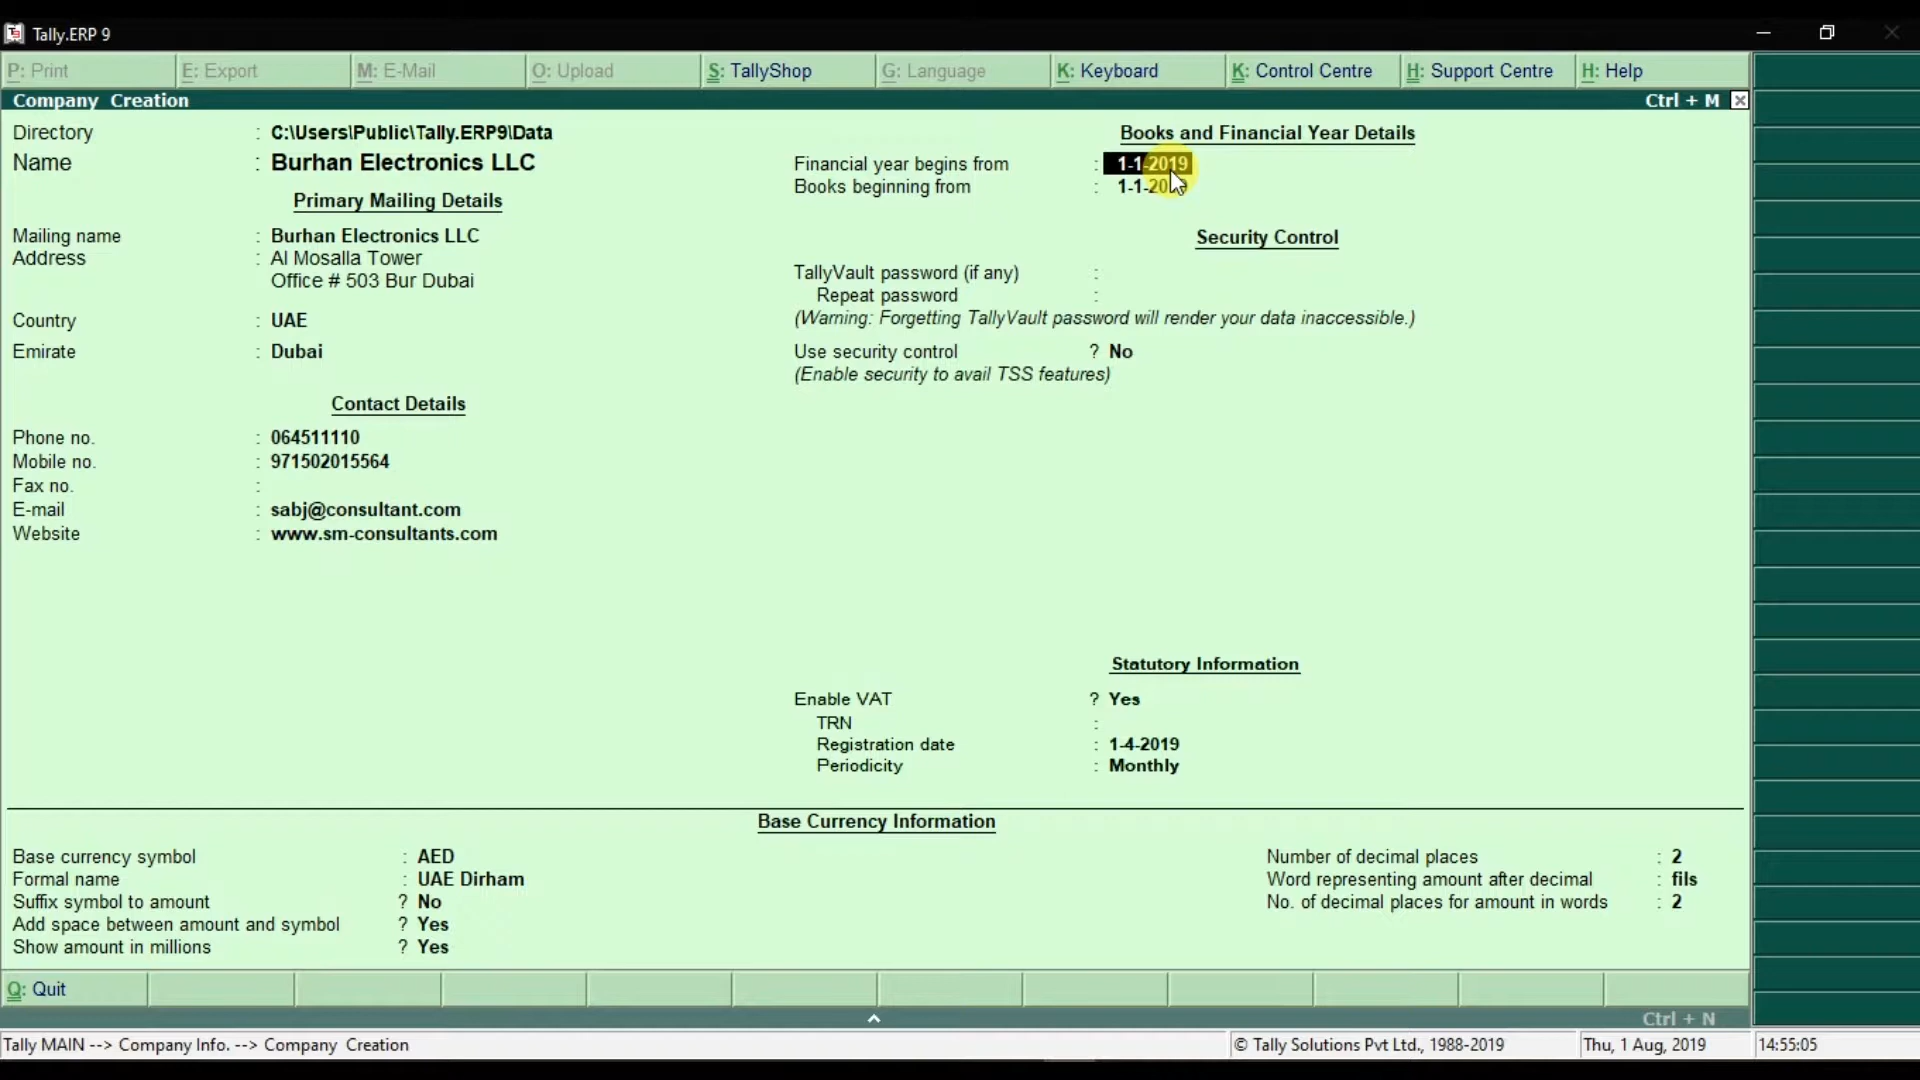 Tally.ERP 9
P: Print E: Export M: E-Mail O: Upload S: TallyShop G: Language K: Keyboard K: Control Centre H: Support Centre H: Help
Company Creation Ctrl + M
Directory : C:\Users\Public\Tally.ERP9\Data
Name : Burhan Electronics LLC
Primary Mailing Details
Mailing name : Burhan Electronics LLC
Address : Al Mosalla Tower
Office # 503 Bur Dubai
Country : UAE
Emirate : Dubai
Contact Details
Phone no. : 064511110
Mobile no. : 971502015564
Fax no. :
E-mail : sabj@consultant.com
Website : www.sm-consultants.com
Books and Financial Year Details
Financial year begins from : 1-1-2019
Books beginning from : 1-1-2019
Security Control
TallyVault password (if any) :
Repeat password :
(Warning: Forgetting TallyVault password will render your data inaccessible.)
Use security control ? No
(Enable security to avail TSS features)
Statutory Information
Enable VAT ? Yes
TRN :
Registration date : 1-4-2019
Periodicity : Monthly
Base Currency Information
Base currency symbol : AED
Formal name : UAE Dirham
Suffix symbol to amount ? No
Add space between amount and symbol ? Yes
Show amount in millions ? Yes
Number of decimal places : 2
Word representing amount after decimal : fils
No. of decimal places for amount in words : 2
Q: Quit
Ctrl + N
Tally MAIN --> Company Info. --> Company Creation © Tally Solutions Pvt Ltd., 1988-2019 Thu, 1 Aug, 2019 14:55:05